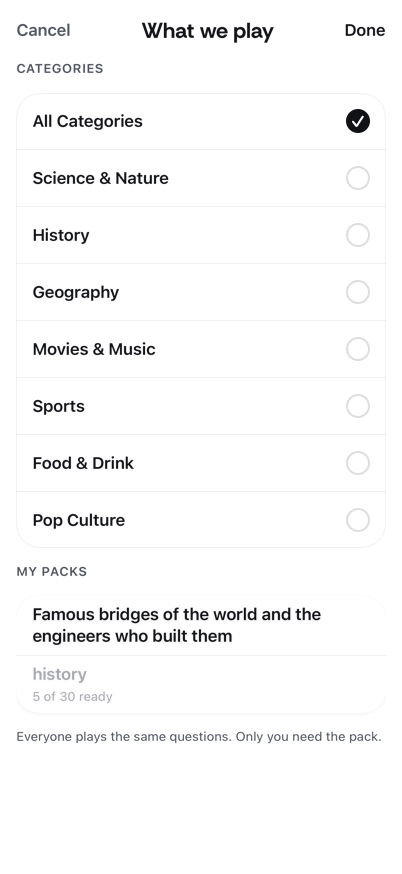 Cancel
What we play
Done
CATEGORIES
All Categories
Science & Nature
History
Geography
Movies & Music
Sports
Food & Drink
Pop Culture
MY PACKS
Famous bridges of the world and the
engineers who built them
history
5 of 30 ready
Everyone plays the same questions. Only you need the pack.